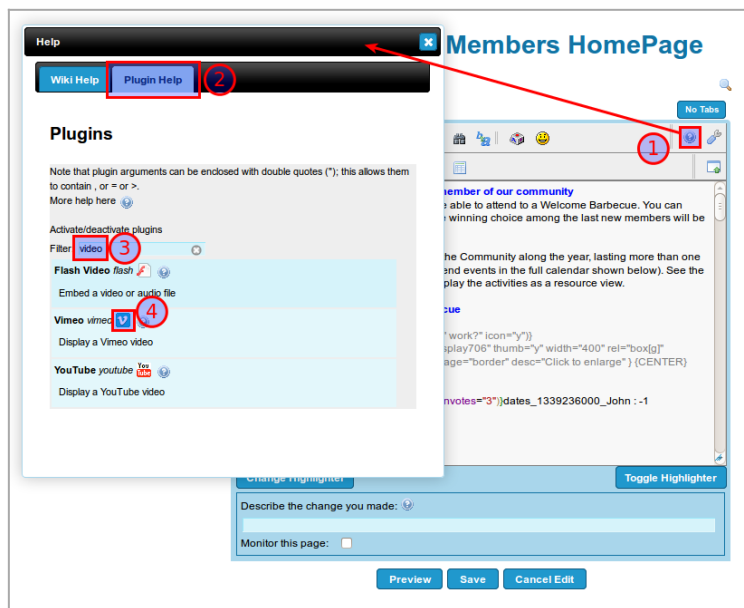 Help
Members HomePage
Wiki Help
Plugin Help
2
No Tabs
Plugins
1
Note that plugin arguments can be enclosed with double quotes ("); this allows them
to contain , or = or >.
More help here
ember of our community
able to attend to a Welcome Barbecue. You can
winning choice among the last new members will be
Activate/deactivate plugins
Filter: video
3
he Community along the year, lasting more than one
end events in the full calendar shown below). See the
play the activities as a resource view.
Flash Video flash
Embed a video or audio file
4
cue
Vimeo vimeo
Display a Vimeo video
" work?" icon="y")}
splay706" thumb="y" width="400" rel="box[g]"
age="border" desc="Click to enlarge" } {CENTER}
YouTube youtube
You
Tube
Display a YouTube video
nvotes="3")}dates_1339236000_John : -1
Change Highlighter
Toggle Highlighter
Describe the change you made:
Monitor this page:
Preview
Save
Cancel Edit